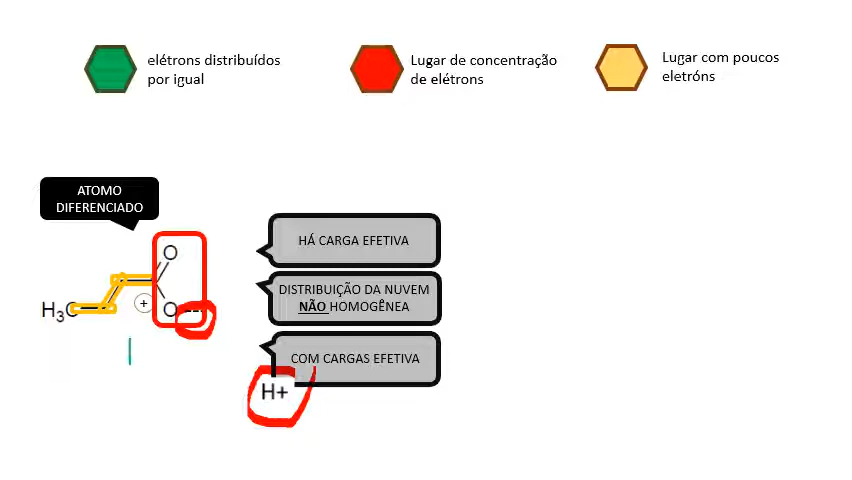 elétrons distribuídos
por igual
Lugar de concentração
de elétrons
Lugar com poucos
eletróns
ATOMO
DIFERENCIADO
O
H₃C
+
O
HÁ CARGA EFETIVA
DISTRIBUIÇÃO DA NUVEM
NÃO HOMOGÊNEA
COM CARGAS EFETIVA
H+